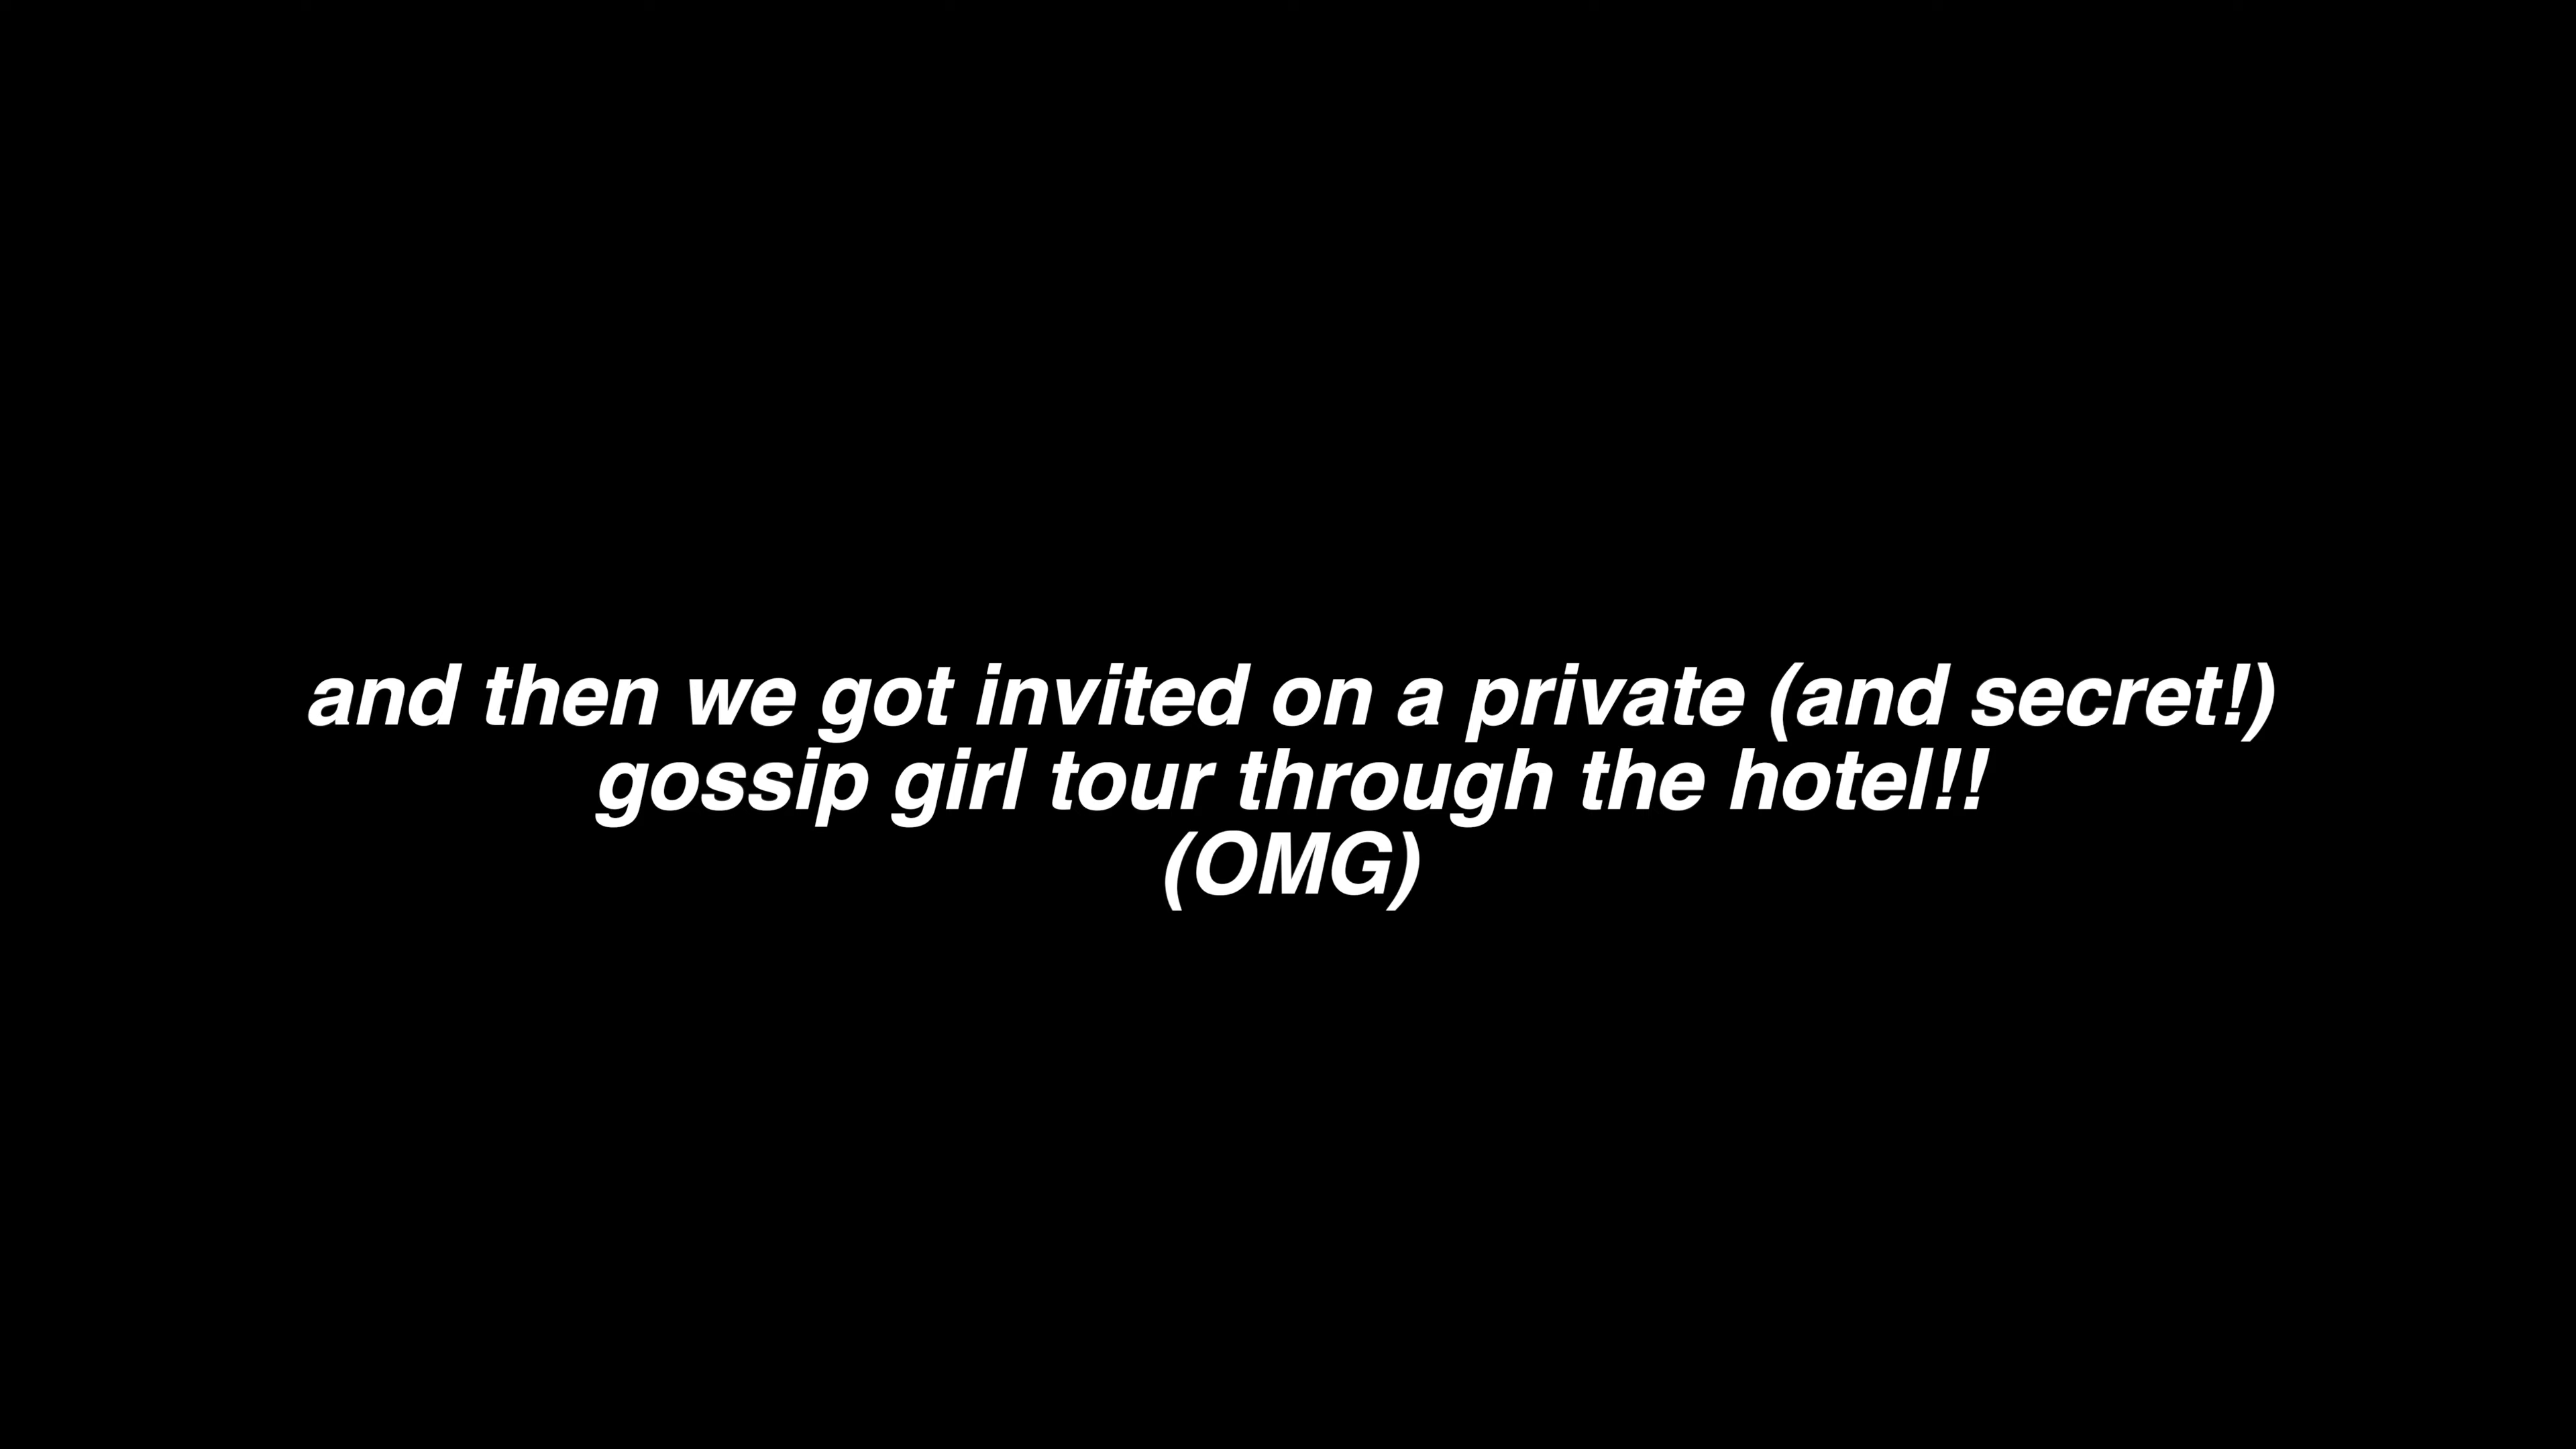 and then we got invited on a private (and secret!)
gossip girl tour through the hotel!!
(OMG)